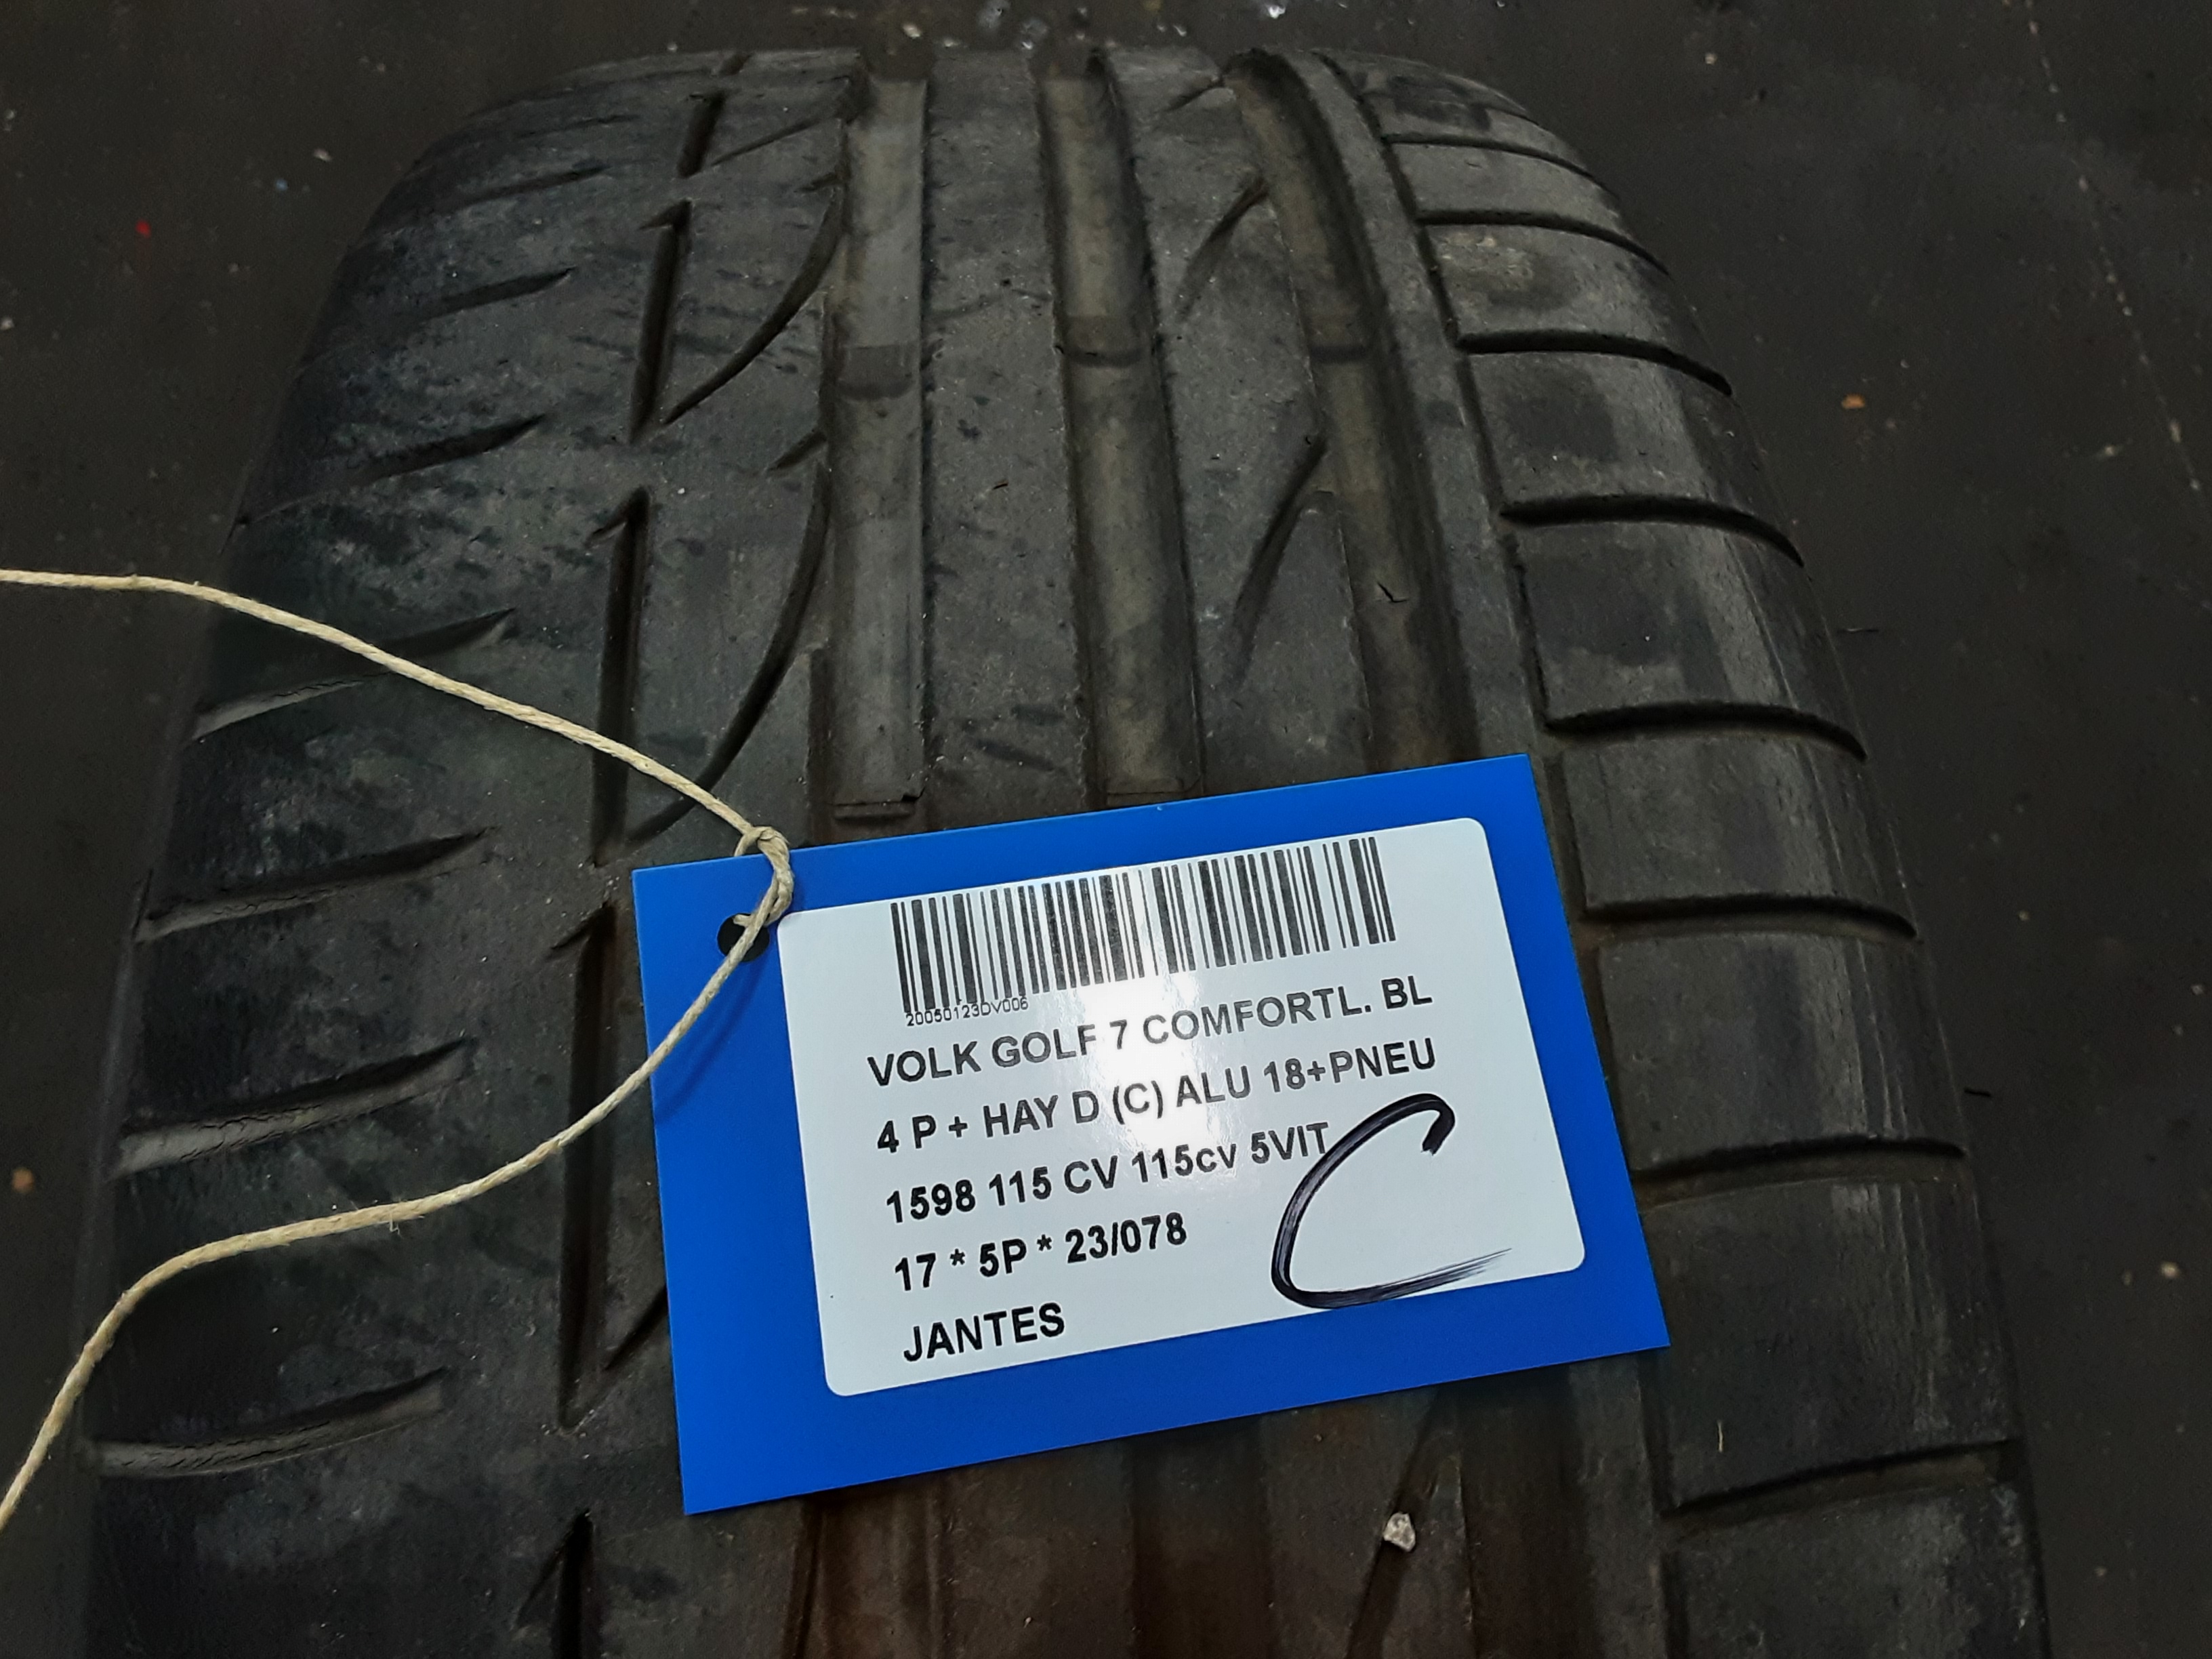 20050123DV006
VOLK GOLF 7 COMFORTL. BL
4 P + HAY D (C) ALU 18+PNEU
1598 115 CV 115cv 5VIT
17 * 5P * 23/078
JANTES
C